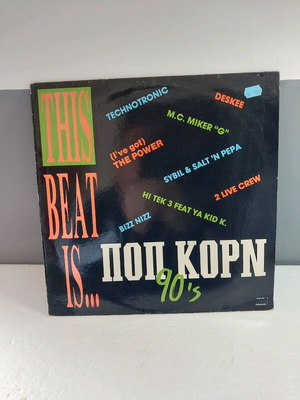 THIS
BEAT
IS...
TECHNOTRONIC
DESKEE
M.C. MIKER "G"
(I've got)
THE POWER
SYBIL & SALT 'N PEPA
2 LIVE CREW
HI TEK 3 FEAT YA KID K.
BIZZ NIZZ
ΠΟΠ ΚΟΡΝ
90's